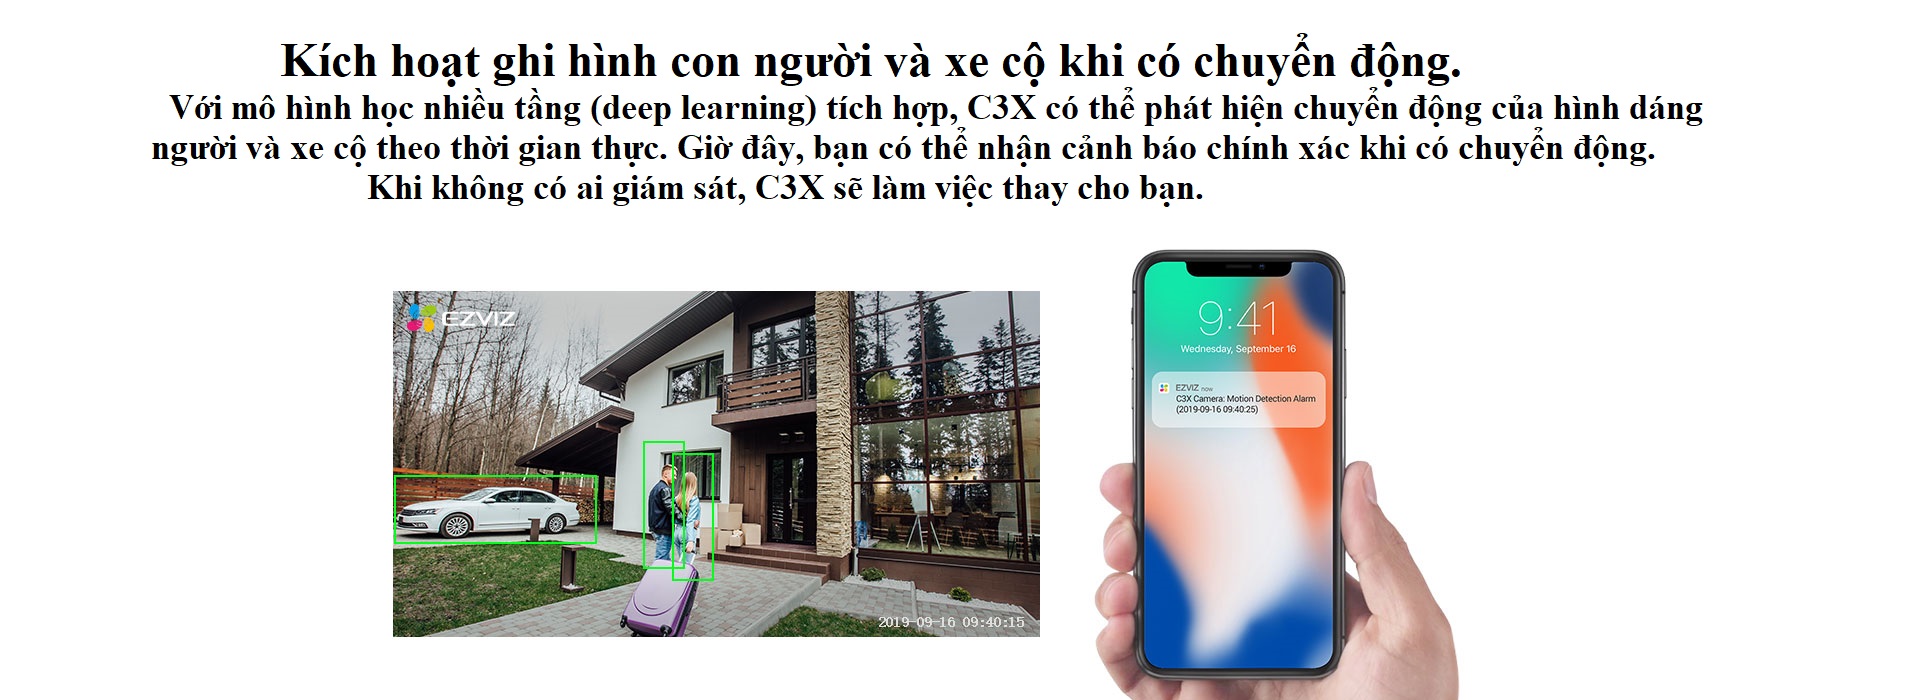 Kích hoạt ghi hình con người và xe cộ khi có chuyển động.
Với mô hình học nhiều tầng (deep learning) tích hợp, C3X có thể phát hiện chuyển động của hình dáng
người và xe cộ theo thời gian thực. Giờ đây, bạn có thể nhận cảnh báo chính xác khi có chuyển động.
Khi không có ai giám sát, C3X sẽ làm việc thay cho bạn.
EZVIZ
2019-09-16 09:40:15
9:41
Wednesday, September 16
EZVIZ now
C3X Camera: Motion Detection Alarm
(2019-09-16 09:40:25)